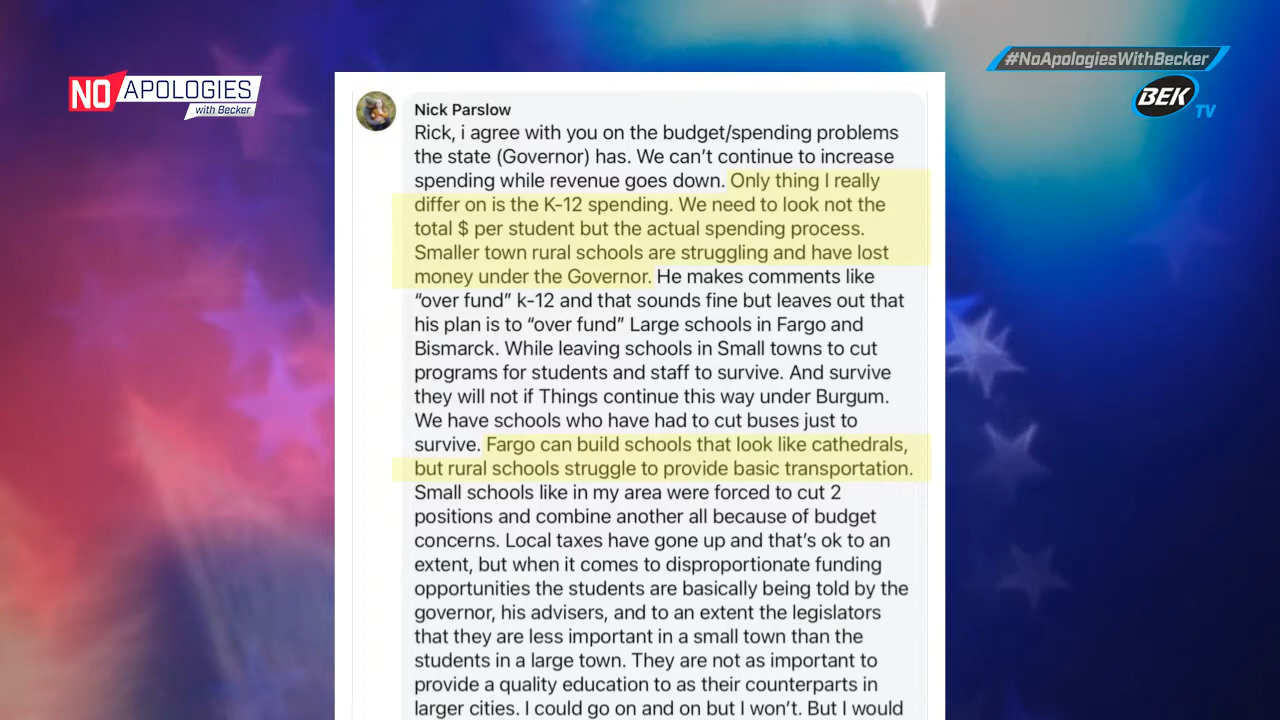 NO APOLOGIES
with Becker
#NoApologiesWithBecker
BEK TV
Nick Parslow
Rick, i agree with you on the budget/spending problems
the state (Governor) has. We can’t continue to increase
spending while revenue goes down. Only thing I really
differ on is the K-12 spending. We need to look not the
total $ per student but the actual spending process.
Smaller town rural schools are struggling and have lost
money under the Governor. He makes comments like
“over fund” k-12 and that sounds fine but leaves out that
his plan is to “over fund” Large schools in Fargo and
Bismarck. While leaving schools in Small towns to cut
programs for students and staff to survive. And survive
they will not if Things continue this way under Burgum.
We have schools who have had to cut buses just to
survive. Fargo can build schools that look like cathedrals,
but rural schools struggle to provide basic transportation.
Small schools like in my area were forced to cut 2
positions and combine another all because of budget
concerns. Local taxes have gone up and that’s ok to an
extent, but when it comes to disproportionate funding
opportunities the students are basically being told by the
governor, his advisers, and to an extent the legislators
that they are less important in a small town than the
students in a large town. They are not as important to
provide a quality education to as their counterparts in
larger cities. I could go on and on but I won’t. But I would